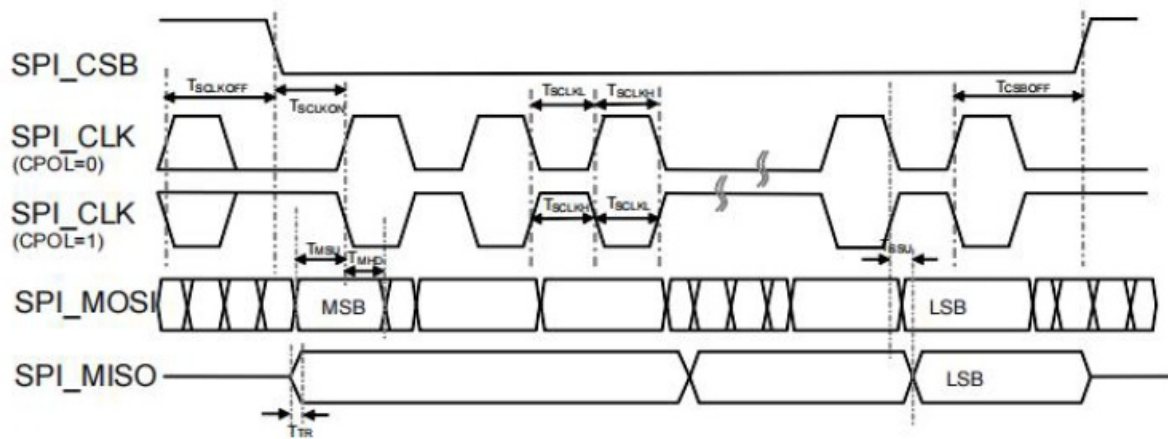 SPI_CSB
TSCLKOFF
TSCLKON
TSCLKL TSCLKH
TCSBOFF
SPI_CLK
(CPOL=0)
SPI_CLK
(CPOL=1)
TSCLKH TSCLKL
TMSU
TMHD
TSSU
SPI_MOSI MSB LSB
SPI_MISO LSB
TTR